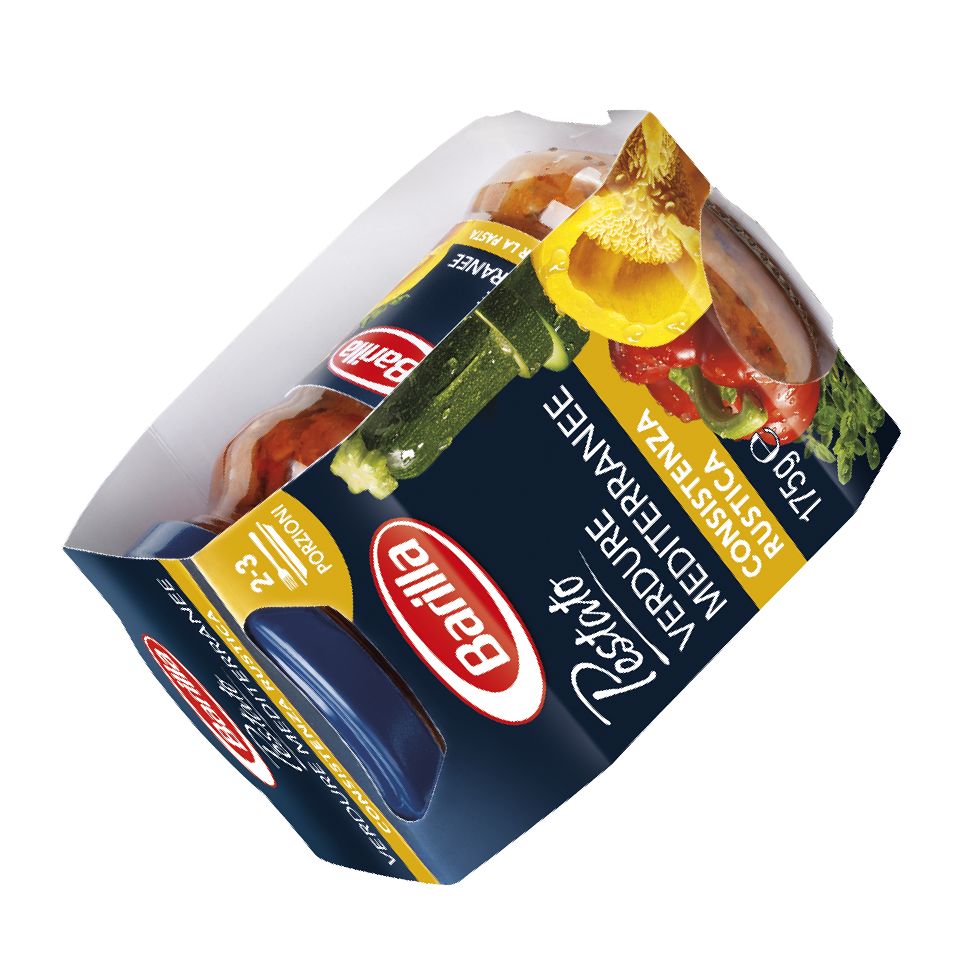 Barilla
Pestato
VERDURE
MEDITERRANEE
CONSISTENZA
RUSTICA
175g e
2-3
PORZIONI
Barilla
Pestato
VERDURE MEDITERRANEE
CONSISTENZA RUSTICA
Barilla
RANEE
R LA PASTA